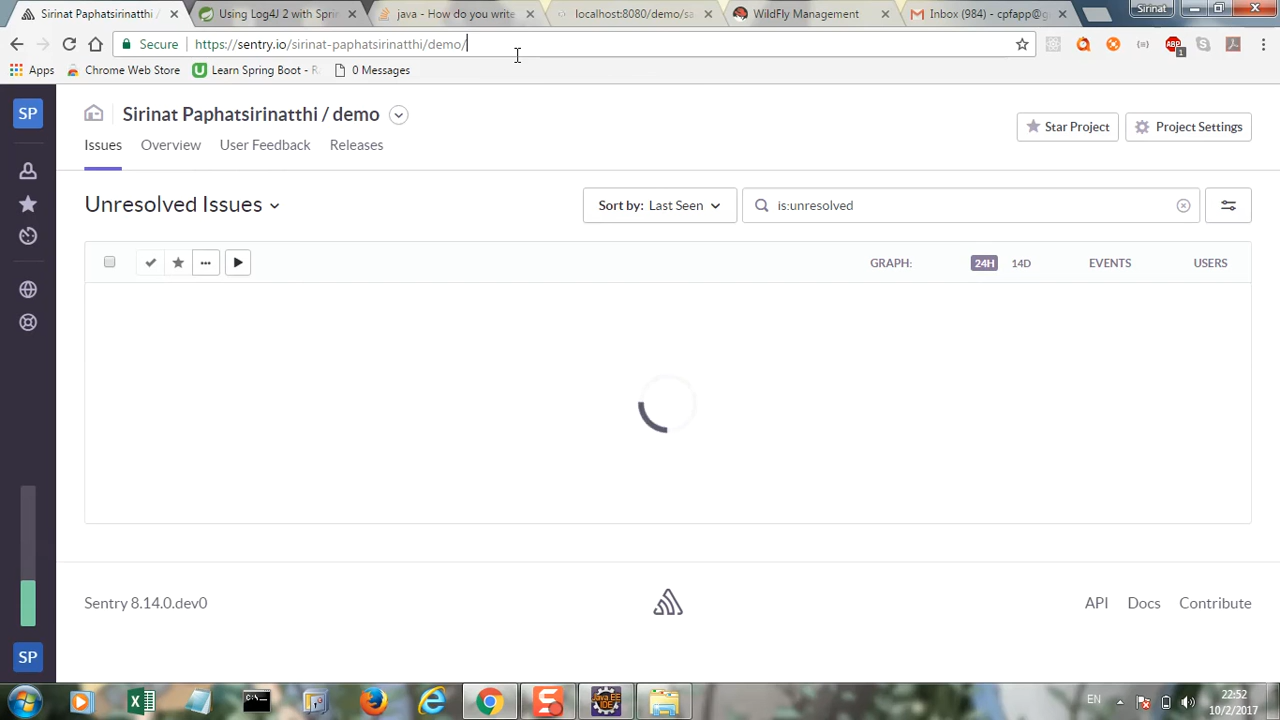 Sirinat Paphatsirinatthi /
Using Log4J 2 with Spri
java - How do you write
localhost:8080/demo/sa
WildFly Management
Inbox (984) - cpfapp@g
Sirinat
Secure
https://sentry.io/sirinat-paphatsirinatthi/demo/
1
Apps
Chrome Web Store
Learn Spring Boot - R
0 Messages
SP
Sirinat Paphatsirinatthi / demo
Star Project
Project Settings
Issues
Overview
User Feedback
Releases
Unresolved Issues
Sort by: Last Seen
is:unresolved
GRAPH:
24H
14D
EVENTS
USERS
Sentry 8.14.0.dev0
API
Docs
Contribute
SP
Java EE
IDE
EN
22:52
10/2/2017